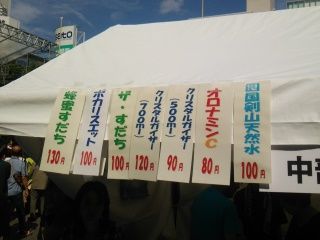 蜂蜜すだち
130円
ポカリスエット
100円
ザ・すだち
100円
クリスタルガイザー
(700ml)
120円
クリスタルガイザー
(500ml)
90円
オロナミンC
80円
四国剣山天然水
100円